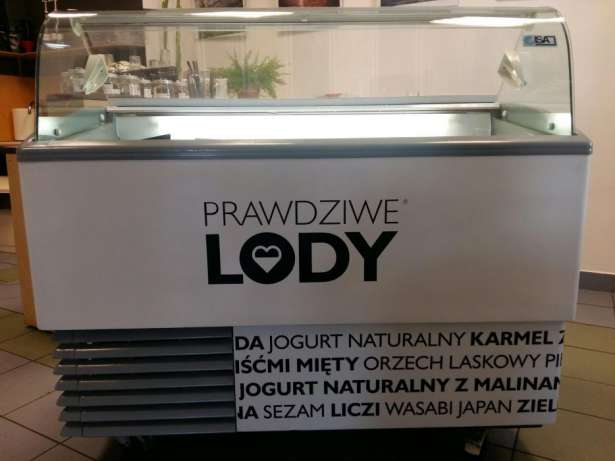 ISA
PRAWDZIWE®
LODY
DA JOGURT NATURALNY KARMEL Z
IŚĆMI MIĘTY ORZECH LASKOWY PI
JOGURT NATURALNY Z MALINAM
NA SEZAM LICZI WASABI JAPAN ZIEL